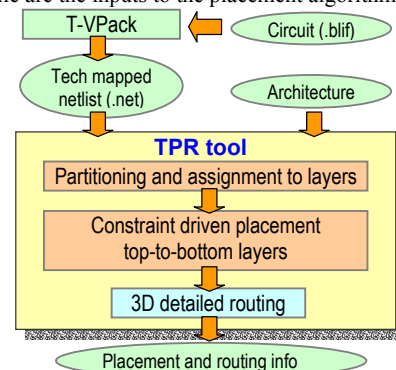 are the inputs to the placement algorithm
T-VPack
Circuit (.blif)
Tech mapped
netlist (.net)
Architecture
TPR tool
Partitioning and assignment to layers
Constraint driven placement
top-to-bottom layers
3D detailed routing
Placement and routing info